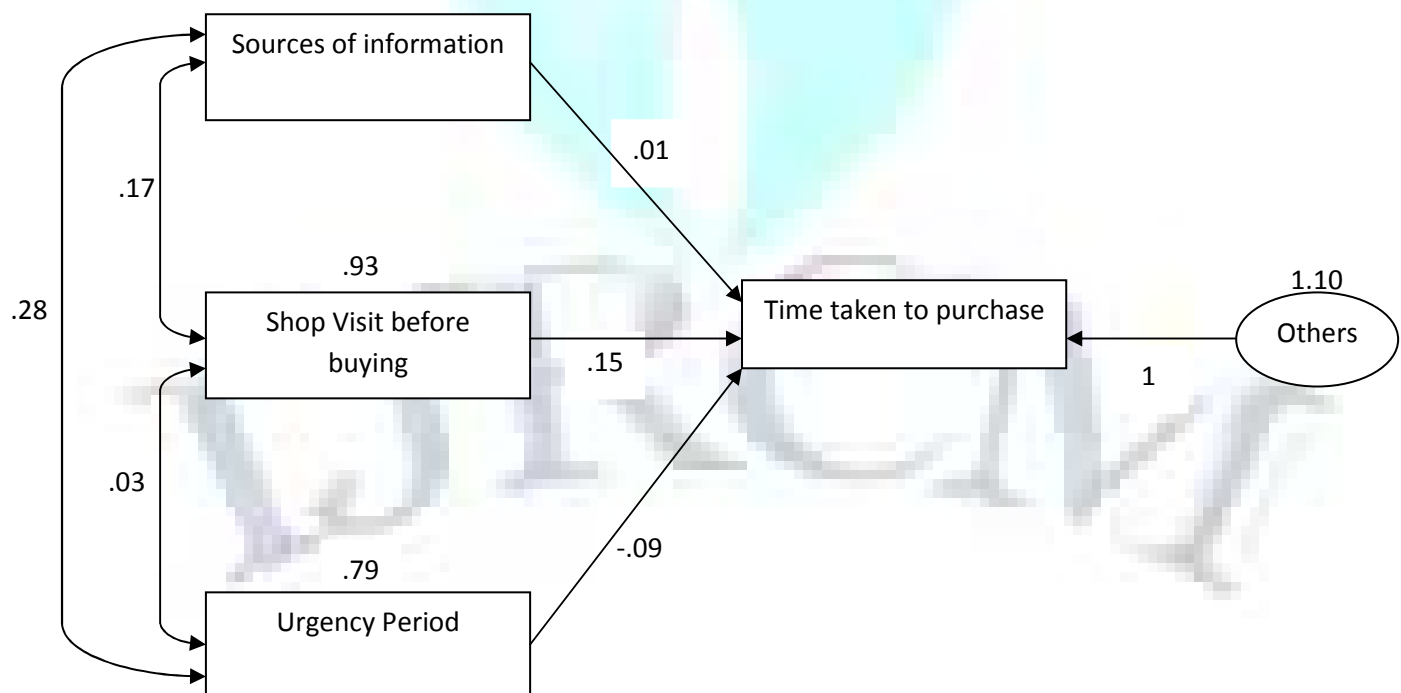 Sources of information
.01
.17
.93
.28
Shop Visit before
buying
.15
Time taken to purchase
1.10
Others
1
.03
-.09
.79
Urgency Period
IJRCM